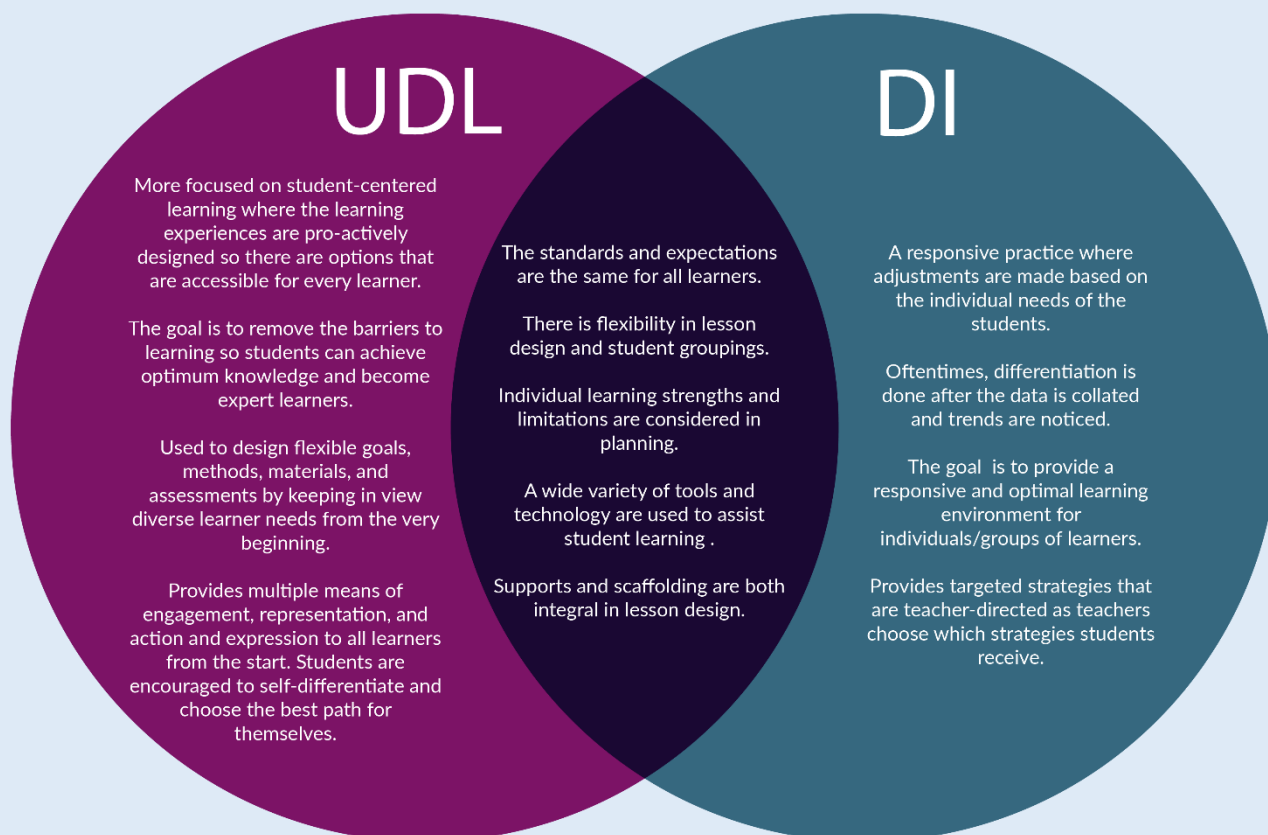 UDL
More focused on student-centered
learning where the learning
experiences are pro-actively
designed so there are options that
are accessible for every learner.
The goal is to remove the barriers to
learning so students can achieve
optimum knowledge and become
expert learners.
Used to design flexible goals,
methods, materials, and
assessments by keeping in view
diverse learner needs from the very
beginning.
Provides multiple means of
engagement, representation, and
action and expression to all learners
from the start. Students are
encouraged to self-differentiate and
choose the best path for
themselves.
The standards and expectations
are the same for all learners.
There is flexibility in lesson
design and student groupings.
Individual learning strengths and
limitations are considered in
planning.
A wide variety of tools and
technology are used to assist
student learning .
Supports and scaffolding are both
integral in lesson design.
DI
A responsive practice where
adjustments are made based on
the individual needs of the
students.
Oftentimes, differentiation is
done after the data is collated
and trends are noticed.
The goal  is to provide a
responsive and optimal learning
environment for
individuals/groups of learners.
Provides targeted strategies that
are teacher-directed as teachers
choose which strategies students
receive.